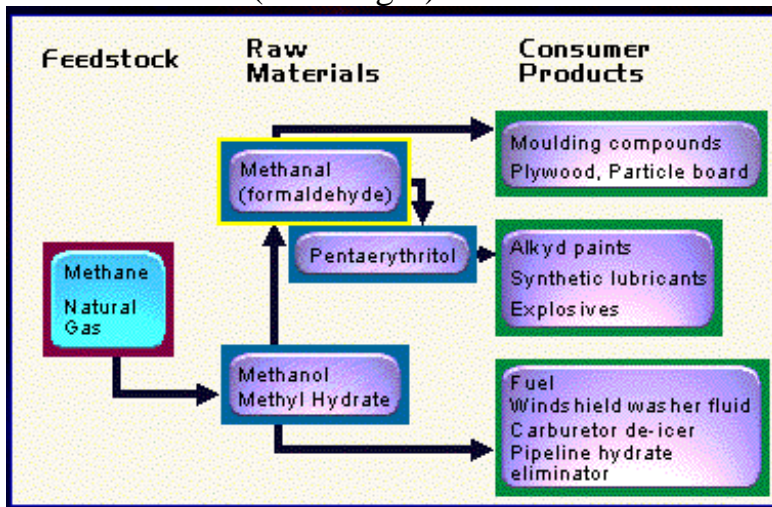 Feedstock
Raw
Materials
Consumer
Products
Methanal
(formaldehyde)
Moulding compounds
Plywood, Particle board
Pentaerythritol
Alkyd paints
Synthetic lubricants
Explosives
Methane
Natural
Gas
Methanol
Methyl Hydrate
Fuel
Windshield washer fluid
Carburetor de-icer
Pipeline hydrate
eliminator